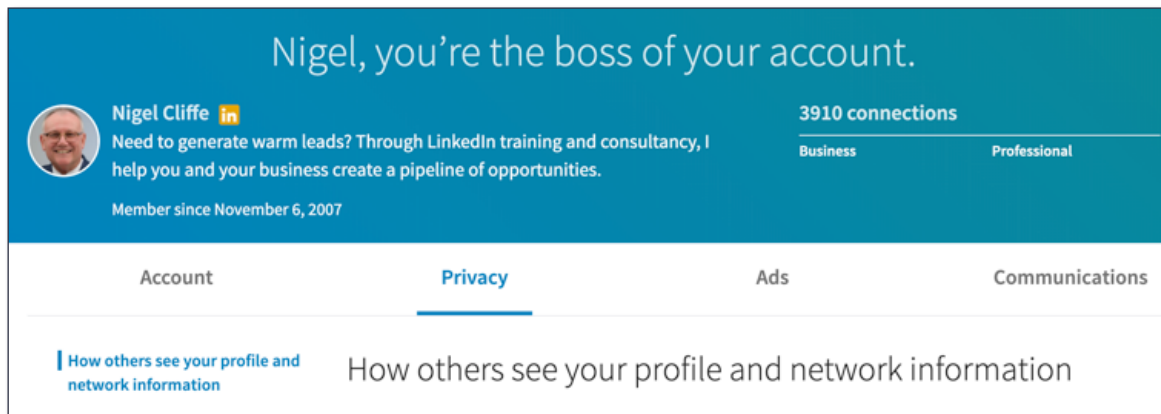 Nigel, you're the boss of your account.
Nigel Cliffe in
Need to generate warm leads? Through LinkedIn training and consultancy, I
help you and your business create a pipeline of opportunities.
Member since November 6, 2007
3910 connections
Business Professional
Account Privacy Ads Communications
How others see your profile and
network information
How others see your profile and network information